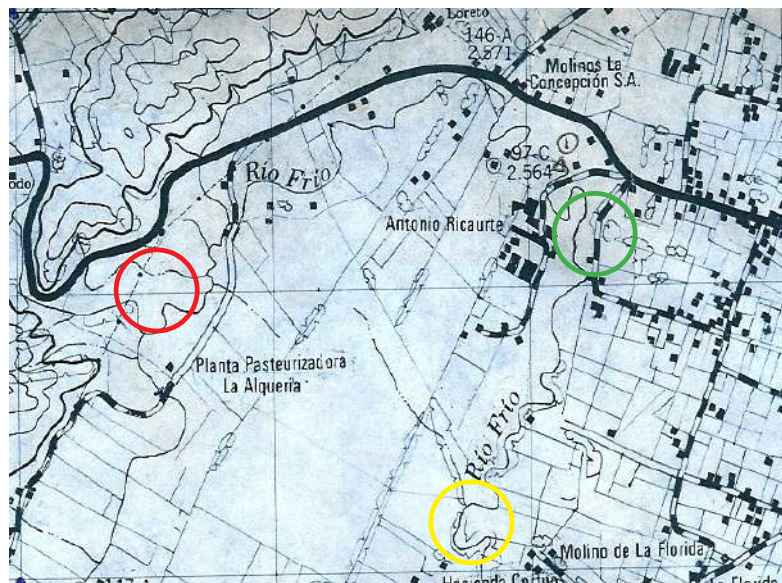 Loreto
146-A
2.571
Molinos La
Concepción S.A.
Río Frío
97-C
2.564
Antonio Ricaurte
Planta Pasteurizadora
La Alquería
Río Frío
Molino de La Florida
Hacienda